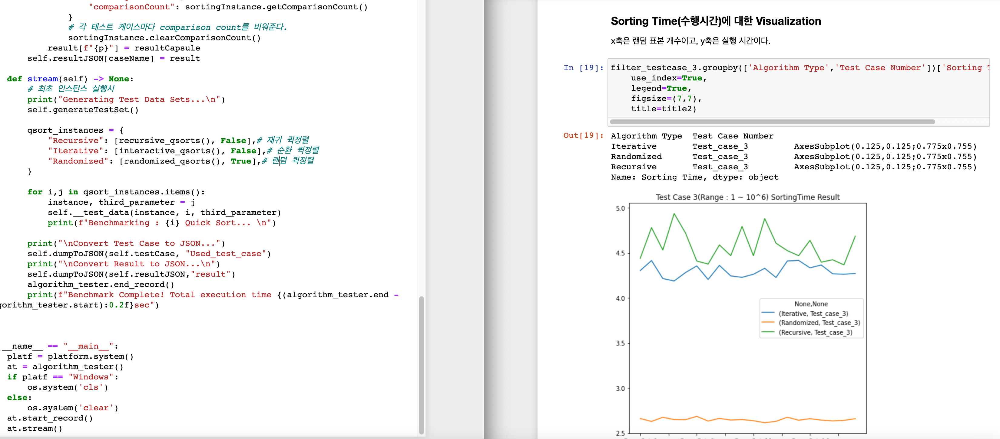 "comparisonCount": sortingInstance.getComparisonCount()
}
# 각 테스트 케이스마다 comparison count를 비워준다.
sortingInstance.clearComparisonCount()
result[f"{p}"] = resultCapsule
self.resultJSON[caseName] = result
def stream(self) -> None:
# 최초 인스턴스 실행시
print("Generating Test Data Sets...\n")
self.generateTestSet()
qsort_instances = {
"Recursive": [recursive_qsorts(), False],# 재귀 퀵정렬
"Iterative": [interactive_qsorts(), False],# 순환 퀵정렬
"Randomized": [randomized_qsorts(), True],# 랜덤 퀵정렬
}
for i,j in qsort_instances.items():
instance, third_parameter = j
self.__test_data(instance, i, third_parameter)
print(f"Benchmarking : {i} Quick Sort... \n")
print("\nConvert Test Case to JSON...")
self.dumpToJSON(self.testCase, "Used_test_case")
print("\nConvert Result to JSON...\n")
self.dumpToJSON(self.resultJSON,"result")
algorithm_tester.end_record()
print(f"Benchmark Complete! Total execution time {(algorithm_tester.end -
gorithm_tester.start):0.2f}sec")
__name__ == "__main__":
platf = platform.system()
at = algorithm_tester()
if platf == "Windows":
os.system('cls')
else:
os.system('clear')
at.start_record()
at.stream()
Sorting Time(수행시간)에 대한 Visualization
x축은 랜덤 표본 개수이고, y축은 실행 시간이다.
In [19]: filter_testcase_3.groupby(['Algorithm Type','Test Case Number'])['Sorting
use_index=True,
legend=True,
figsize=(7,7),
title=title2)
Out[19]: Algorithm Type Test Case Number
Iterative Test_case_3 AxesSubplot(0.125,0.125;0.775x0.755)
Randomized Test_case_3 AxesSubplot(0.125,0.125;0.775x0.755)
Recursive Test_case_3 AxesSubplot(0.125,0.125;0.775x0.755)
Name: Sorting Time, dtype: object
Test Case 3(Range : 1 ~ 10^6) SortingTime Result
5.0
4.5
4.0
3.5
3.0
2.5
None,None
(Iterative, Test_case_3)
(Randomized, Test_case_3)
(Recursive, Test_case_3)